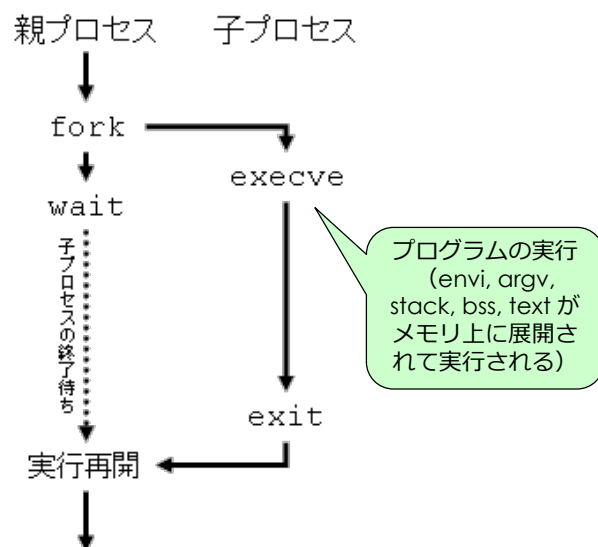 親プロセス 子プロセス
fork
execve
wait
子プロセスの終了待ち
プログラムの実行
（envi, argv,
stack, bss, text が
メモリ上に展開さ
れて実行される）
exit
実行再開